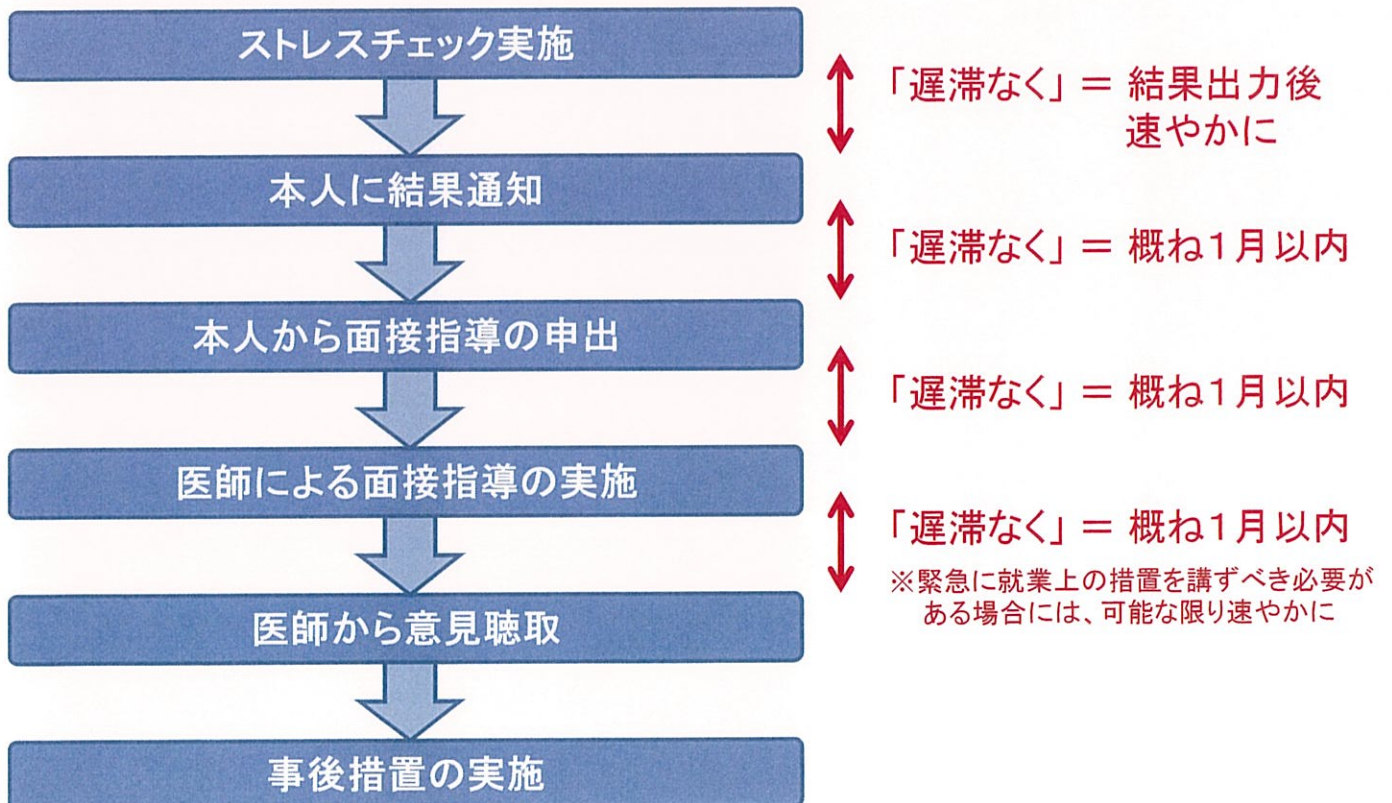 ストレスチェック実施
「遅滞なく」 = 結果出力後
速やかに
本人に結果通知
「遅滞なく」 = 概ね1月以内
本人から面接指導の申出
「遅滞なく」 = 概ね1月以内
医師による面接指導の実施
「遅滞なく」 = 概ね1月以内
※緊急に就業上の措置を講ずべき必要が
ある場合には、可能な限り速やかに
医師から意見聴取
事後措置の実施